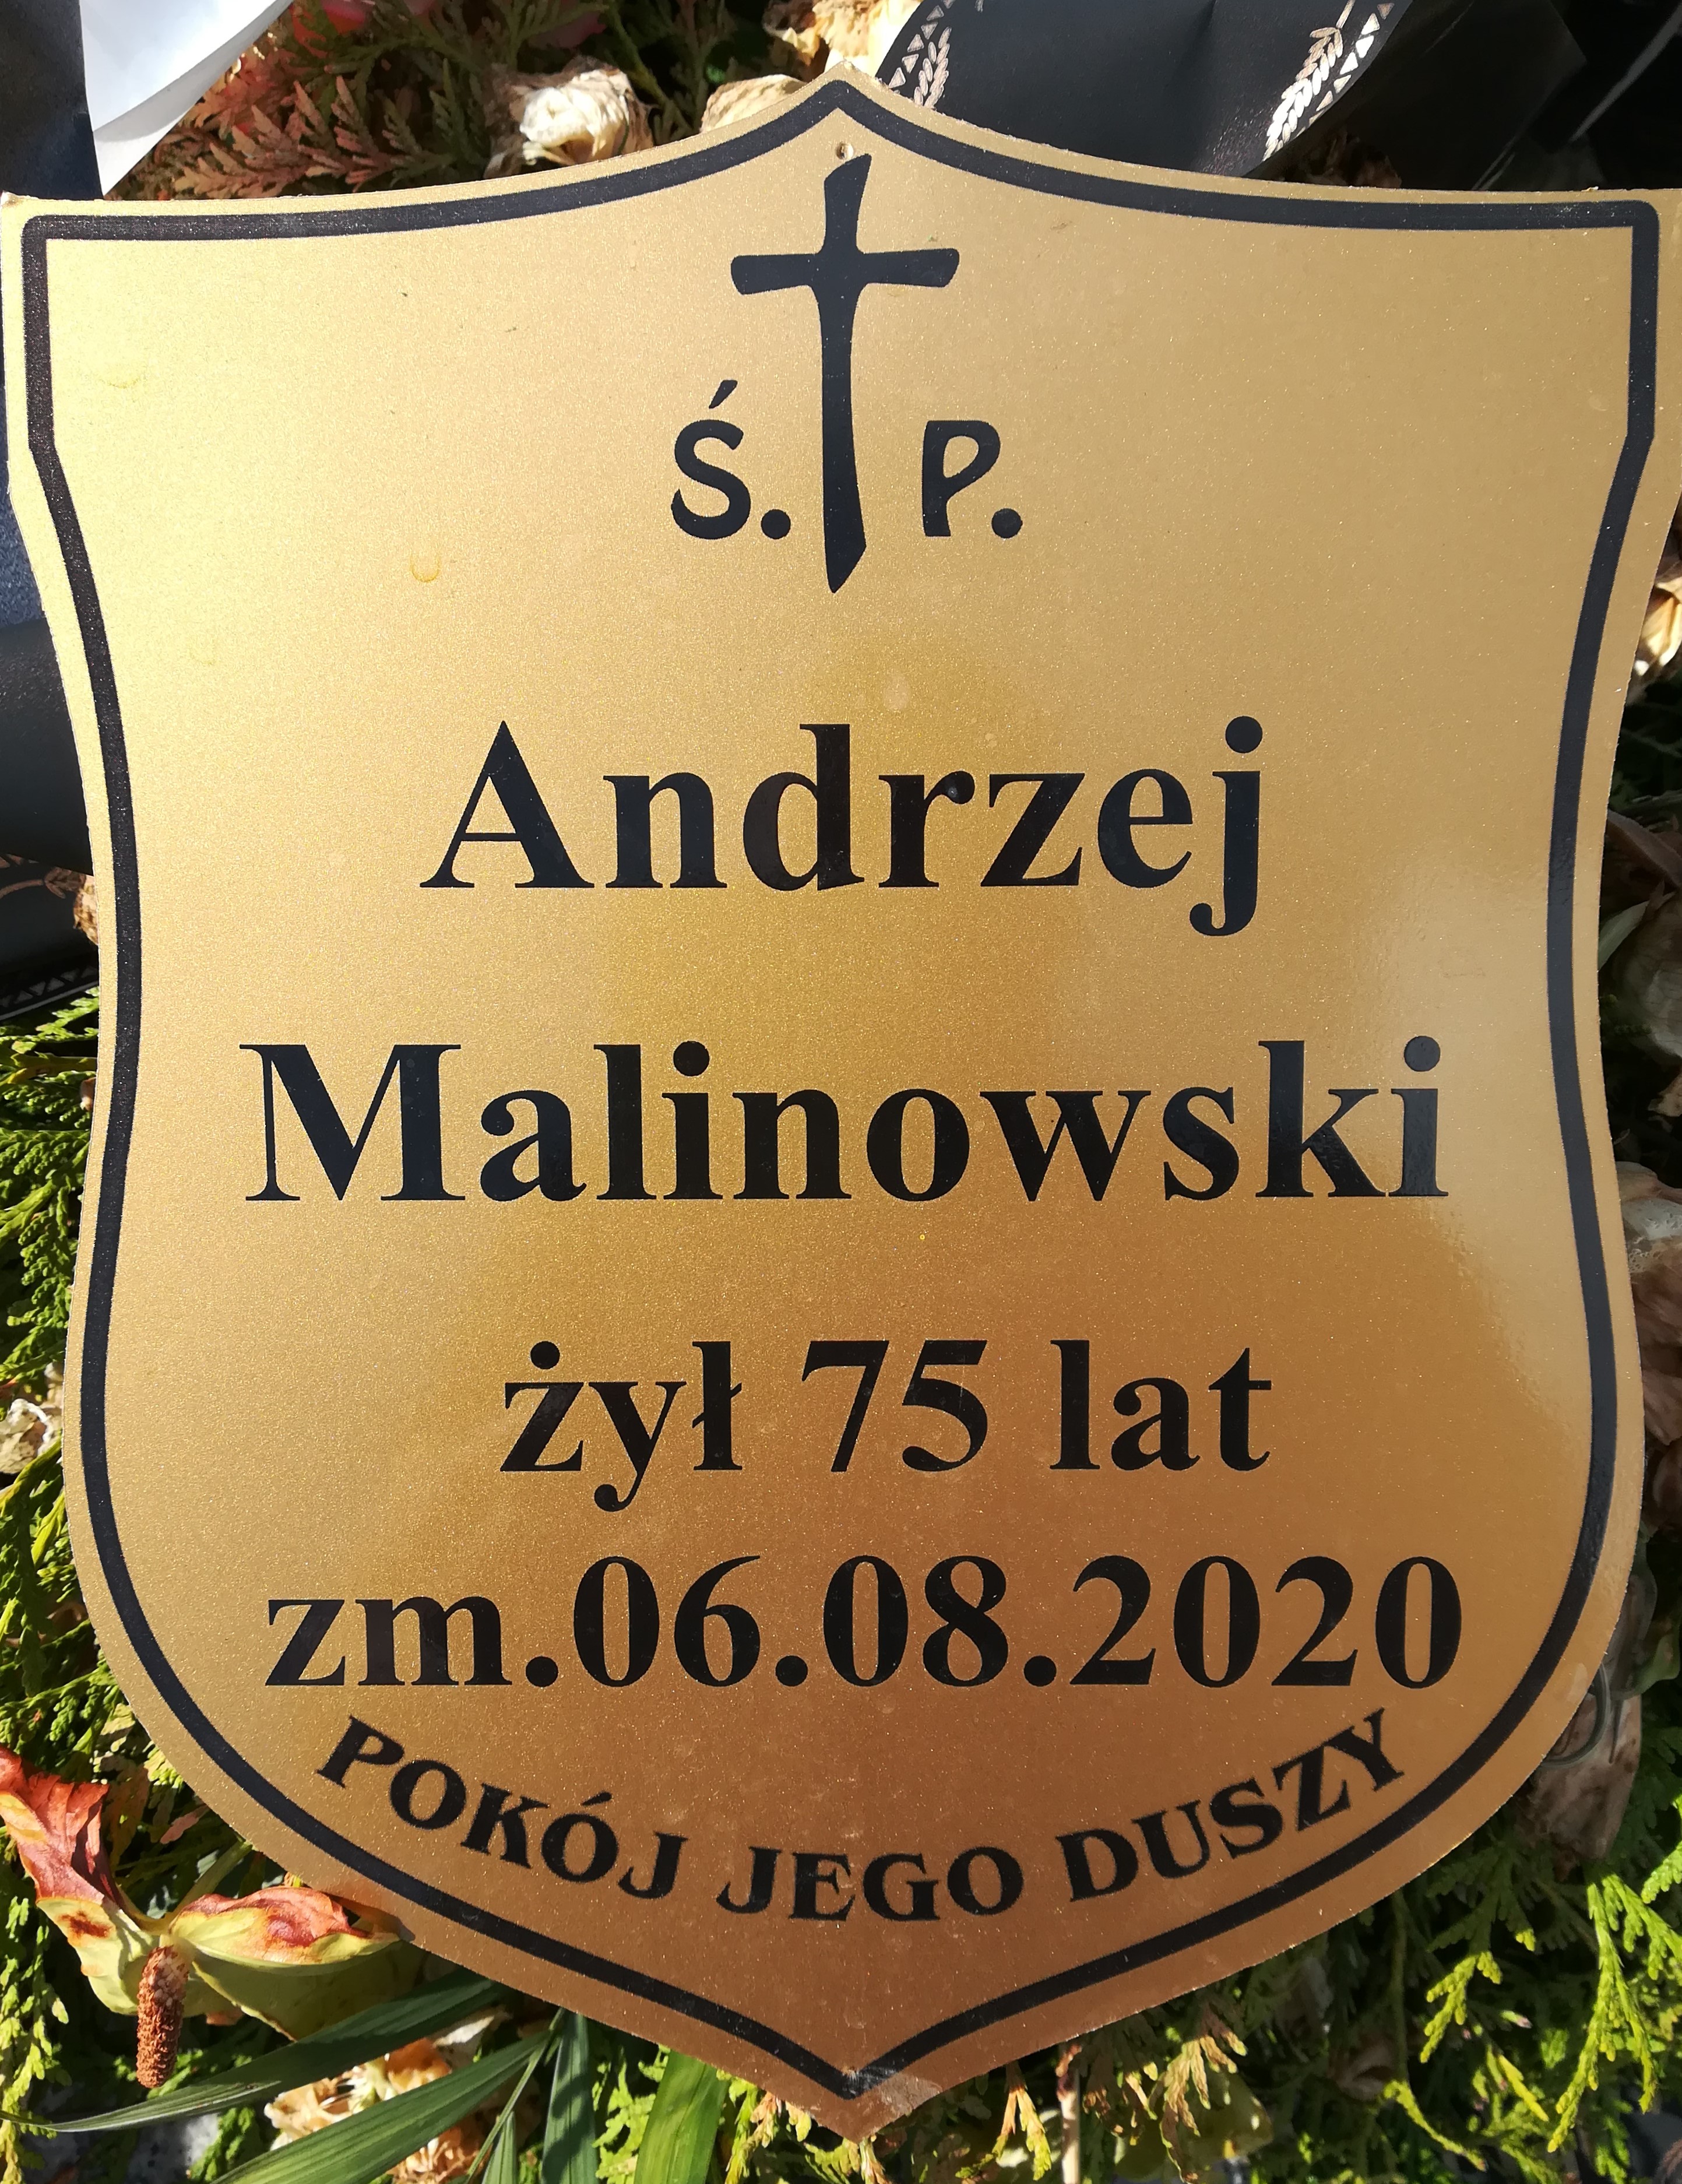 Ś. P.
Andrzej
Malinowski
żył 75 lat
zm.06.08.2020
POKÓJ JEGO DUSZY